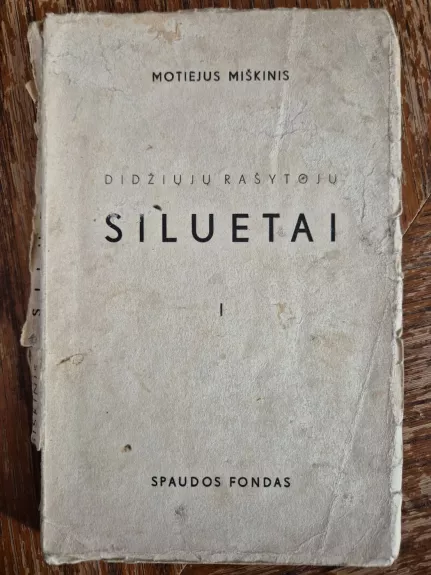 MOTIEJUS MIŠKINIS
DIDŽIŲJŲ RAŠYTOJŲ
SILUETAI
I
SPAUDOS FONDAS